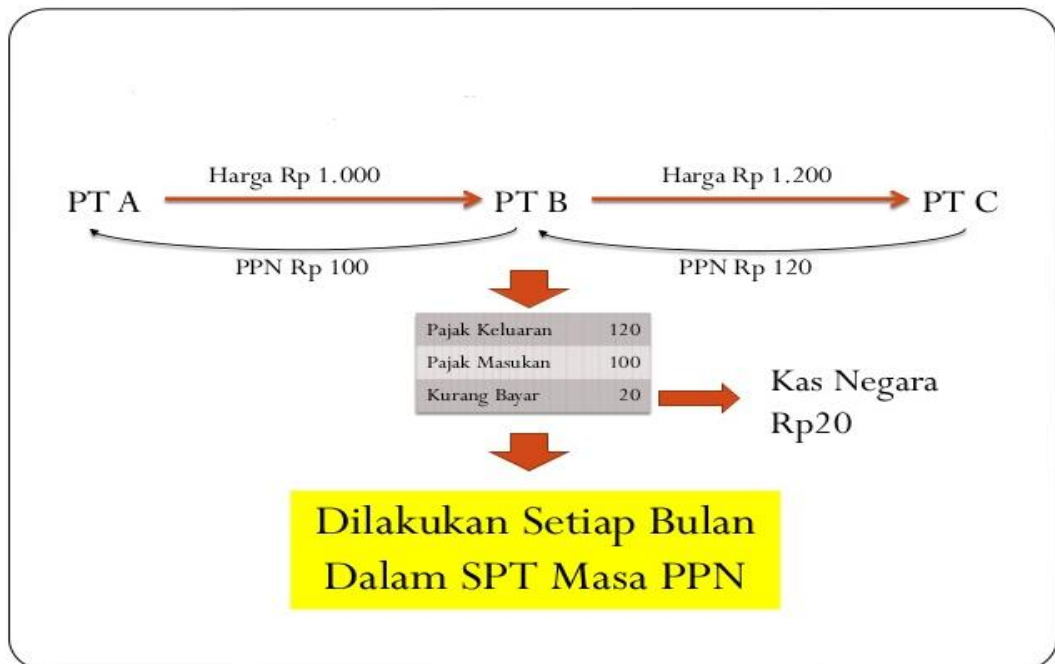 Harga Rp 1.000
Harga Rp 1.200
PT A
PT B
PT C
PPN Rp 100
PPN Rp 120
Pajak Keluaran 120
Pajak Masukan 100
Kurang Bayar 20
Kas Negara
Rp20
Dilakukan Setiap Bulan
Dalam SPT Masa PPN